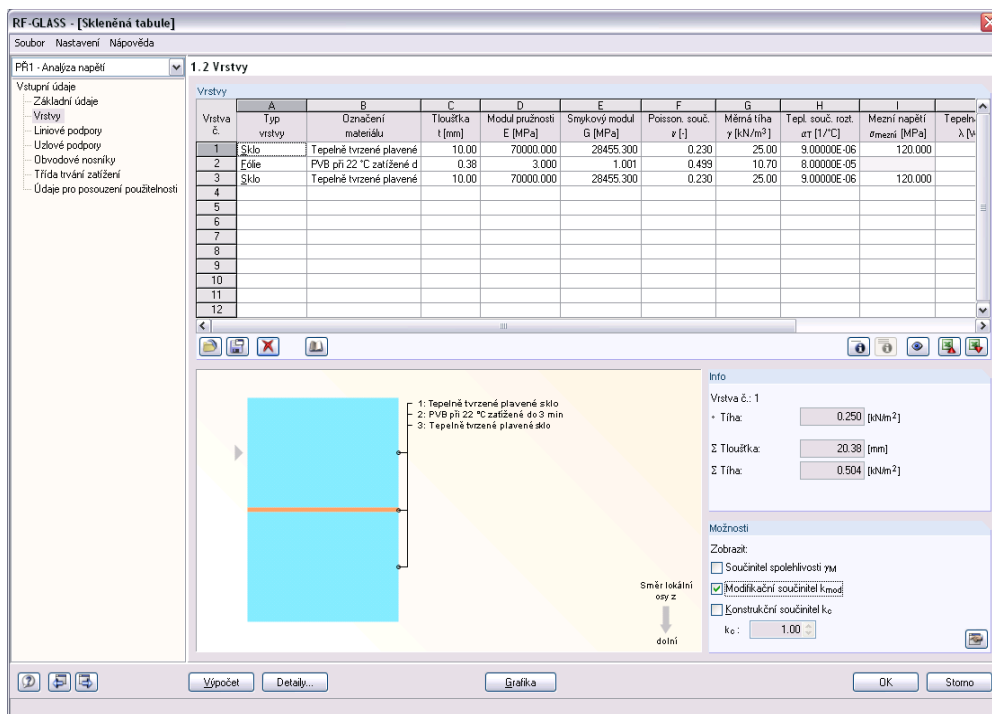 RF-GLASS - [Skleněná tabule]
Soubor Nastavení Nápověda
PŘ1 - Analýza napětí
1.2 Vrstvy
Vstupní údaje
Základní údaje
Vrstvy
Liniové podpory
Uzlové podpory
Obvodové nosníky
Třída trvání zatížení
Údaje pro posouzení použitelnosti
Vrstvy
A B C D E F G H I
Vrstva Typ Označení Tloušťka Modul pružnosti Smykový modul Poisson. souč. Měrná tíha Tepl. souč. rozt. Mezní napětí
č. vrstvy materiálu t [mm] E [MPa] G [MPa] ν [-] γ [kN/m³] αT [1/°C] σmezní [MPa]
1 Sklo Tepelně tvrzené plavené 10.00 70000.000 28455.300 0.230 25.00 9.00000E-06 120.000
2 Fólie PVB při 22 °C zatížené d 0.38 3.000 1.001 0.499 10.70 8.00000E-05
3 Sklo Tepelně tvrzené plavené 10.00 70000.000 28455.300 0.230 25.00 9.00000E-06 120.000
4
5
6
7
8
9
10
11
12
1: Tepelně tvrzené plavené sklo
2: PVB při 22 °C zatížené do 3 min
3: Tepelně tvrzené plavené sklo
Směr lokální
osy z
dolní
Info
Vrstva č.: 1
• Tíha: 0.250 [kN/m²]
Σ Tloušťka: 20.38 [mm]
Σ Tíha: 0.504 [kN/m²]
Možnosti
Zobrazit:
Součinitel spolehlivosti γM
Modifikační součinitel kmod
Konstrukční součinitel kc
kc : 1.00
Výpočet Detaily... Grafika OK Storno